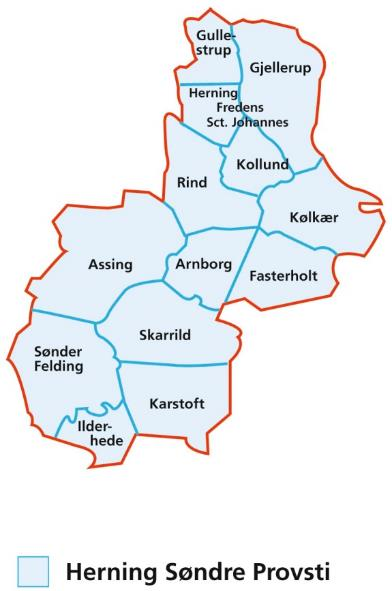 Gulle-
strup
Gjellerup
Herning
Fredens
Sct. Johannes
Kollund
Rind
Kølkær
Assing
Arnborg
Fasterholt
Skarrild
Sønder
Felding
Karstoft
Ilder-
hede
Herning Søndre Provsti